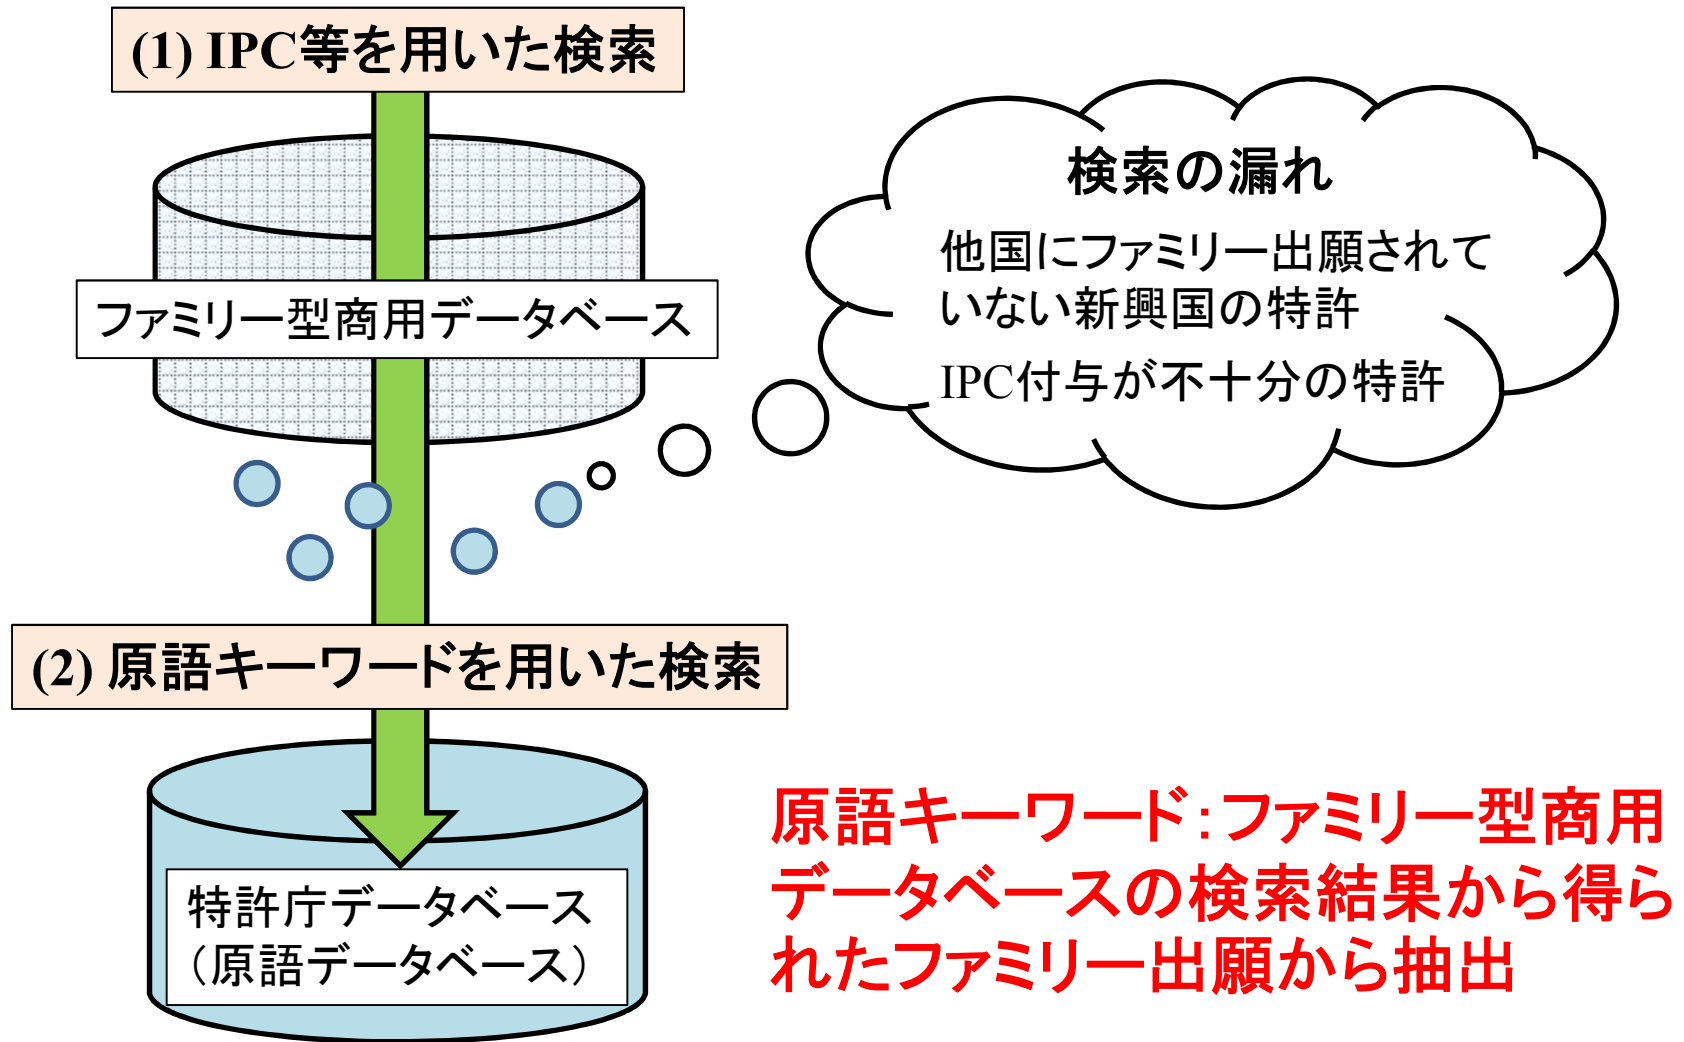 (1) IPC等を用いた検索
検索の漏れ
他国にファミリー出願されて
いない新興国の特許
IPC付与が不十分の特許
ファミリー型商用データベース
(2) 原語キーワードを用いた検索
特許庁データベース
（原語データベース）
原語キーワード：ファミリー型商用
データベースの検索結果から得ら
れたファミリー出願から抽出